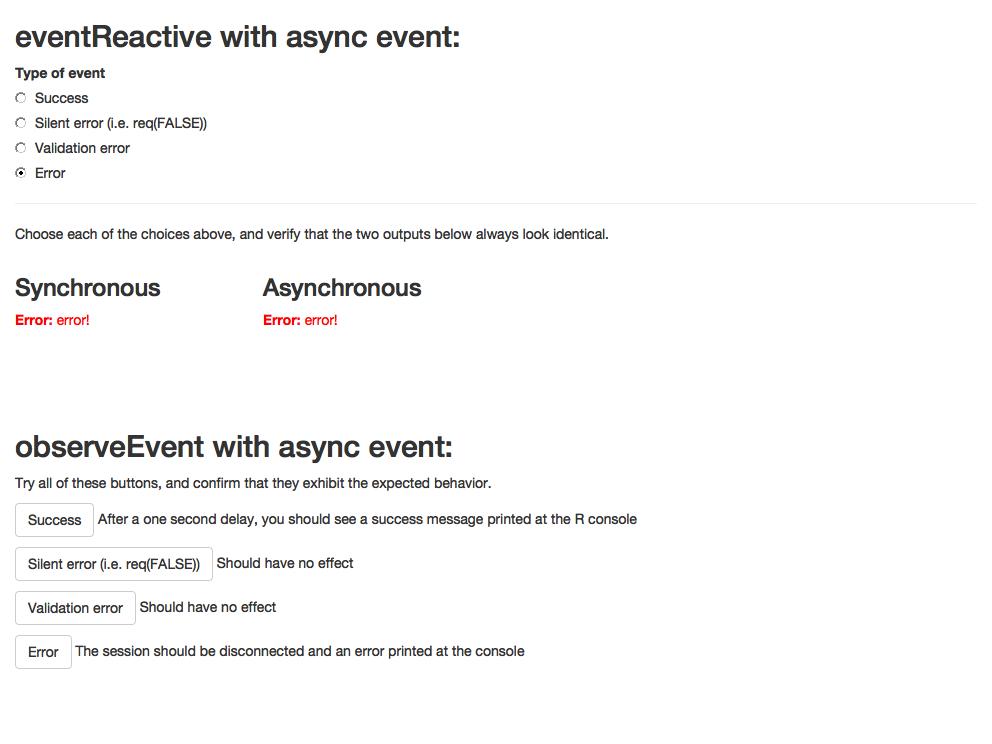 eventReactive with async event:
Type of event
Success
Silent error (i.e. req(FALSE))
Validation error
Error
Choose each of the choices above, and verify that the two outputs below always look identical.
Synchronous
Asynchronous
Error: error!
Error: error!
observeEvent with async event:
Try all of these buttons, and confirm that they exhibit the expected behavior.
Success After a one second delay, you should see a success message printed at the R console
Silent error (i.e. req(FALSE)) Should have no effect
Validation error Should have no effect
Error The session should be disconnected and an error printed at the console